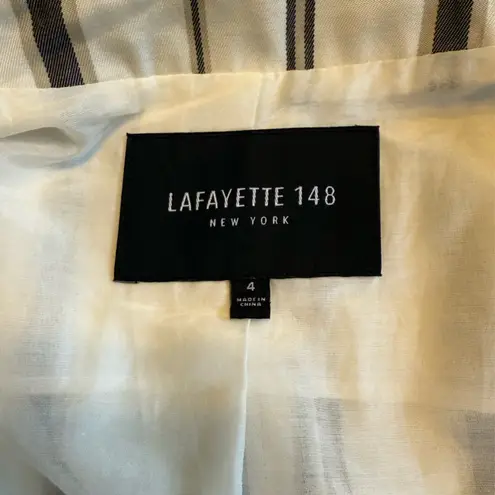 LAFAYETTE 148
NEW YORK
4
MADE IN
CHINA